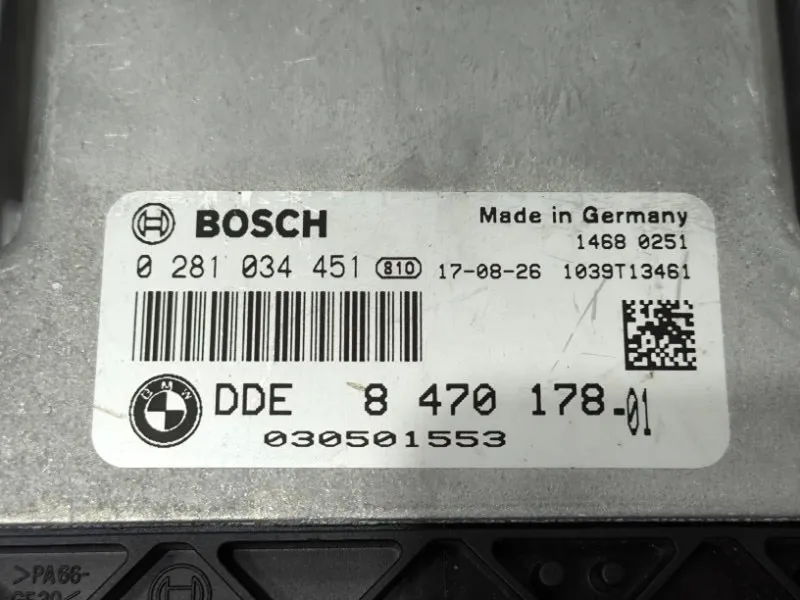 BOSCH
Made in Germany
1468 0251
0 281 034 451 810 17-08-26 1039T13461
BMW
DDE 8 470 178-01
030501553
>PA66-